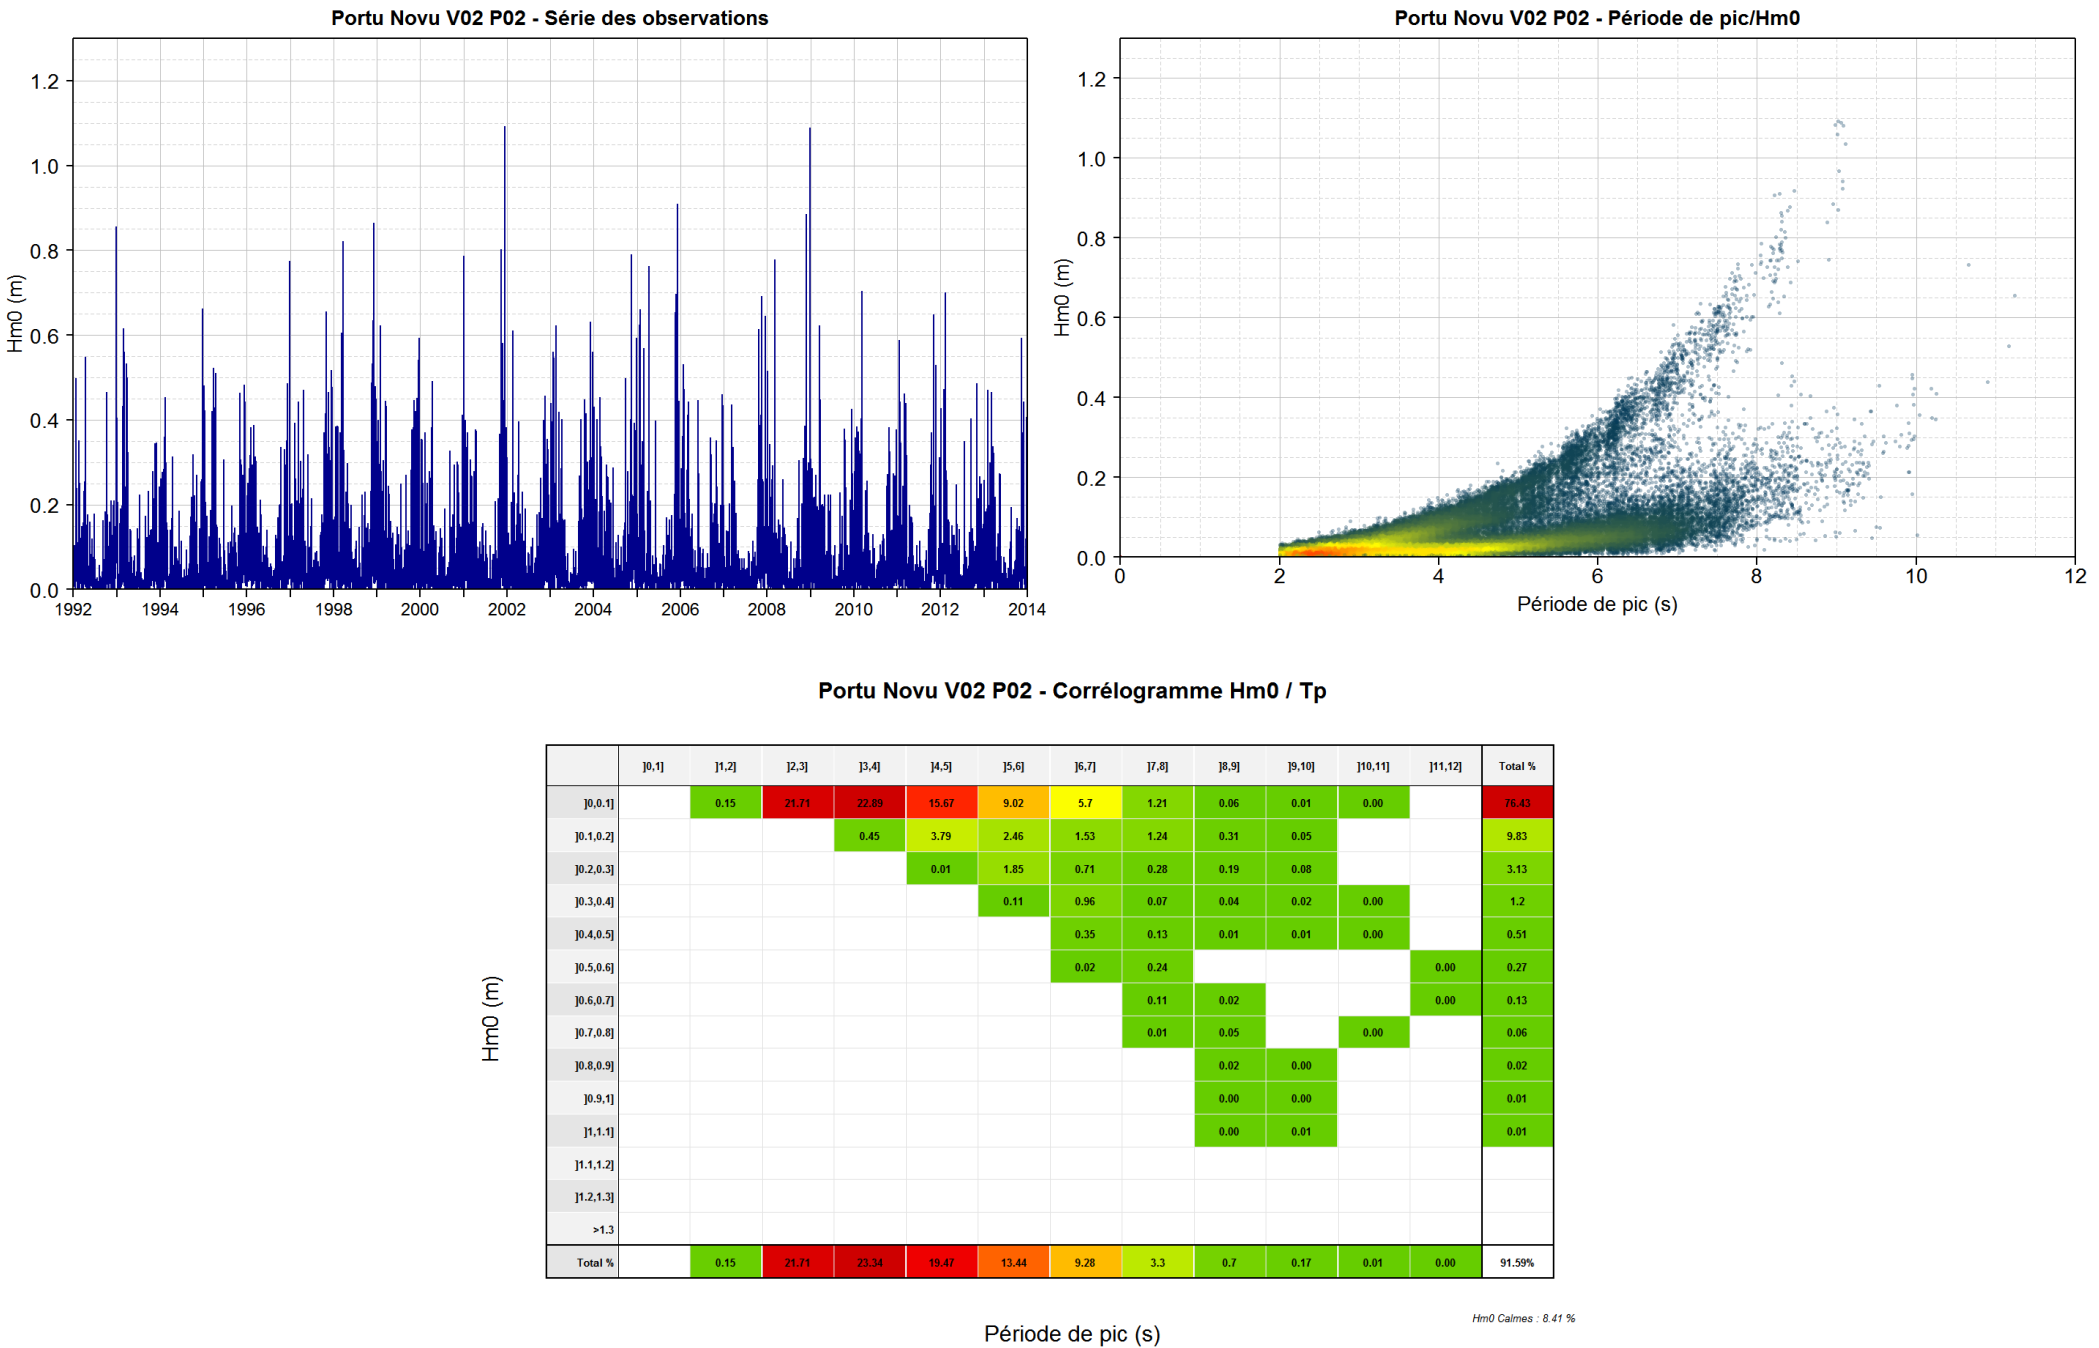 Portu Novu V02 P02 - Série des observations
Hm0 (m)
1.2
1.0
0.8
0.6
0.4
0.2
0.0
1992 1994 1996 1998 2000 2002 2004 2006 2008 2010 2012 2014
Portu Novu V02 P02 - Période de pic/Hm0
Hm0 (m)
1.2
1.0
0.8
0.6
0.4
0.2
0.0
0 2 4 6 8 10 12
Période de pic (s)
Portu Novu V02 P02 - Corrélogramme Hm0 / Tp
Hm0 (m)
]0,1] ]1,2] ]2,3] ]3,4] ]4,5] ]5,6] ]6,7] ]7,8] ]8,9] ]9,10] ]10,11] ]11,12] Total %
]0,0.1] 0.15 21.71 22.89 15.67 9.02 5.7 1.21 0.06 0.01 0.00 76.43
]0.1,0.2] 0.45 3.79 2.46 1.53 1.24 0.31 0.05 9.83
]0.2,0.3] 0.01 1.85 0.71 0.28 0.19 0.08 3.13
]0.3,0.4] 0.11 0.96 0.07 0.04 0.02 0.00 1.2
]0.4,0.5] 0.35 0.13 0.01 0.01 0.00 0.51
]0.5,0.6] 0.02 0.24 0.00 0.27
]0.6,0.7] 0.11 0.02 0.00 0.13
]0.7,0.8] 0.01 0.05 0.00 0.06
]0.8,0.9] 0.02 0.00 0.02
]0.9,1] 0.00 0.00 0.01
]1,1.1] 0.00 0.01 0.01
]1.1,1.2]
]1.2,1.3]
>1.3
Total % 0.15 21.71 23.34 19.47 13.44 9.28 3.3 0.7 0.17 0.01 0.00 91.59%
Hm0 Calmes : 8.41 %
Période de pic (s)